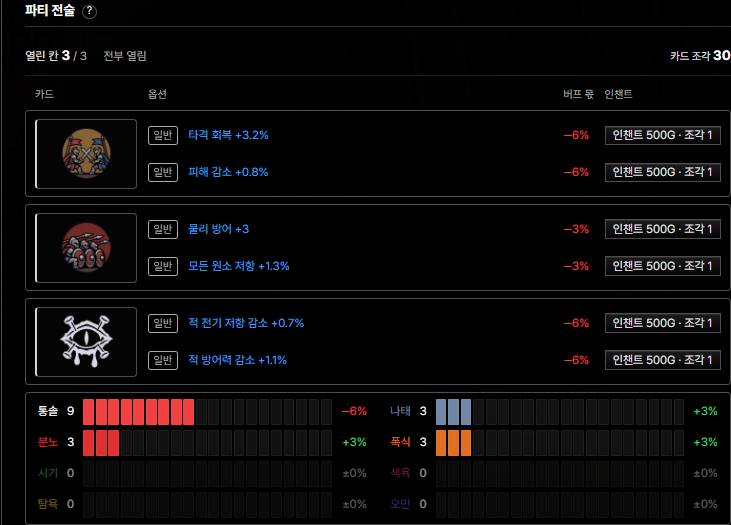 파티 전술 ?
열린 칸 3 / 3 전부 열림 카드 조각 30
카드 옵션 버프 몫 인챈트
일반 타격 회복 +3.2% −6% 인챈트 500G · 조각 1
일반 피해 감소 +0.8% −6% 인챈트 500G · 조각 1
일반 물리 방어 +3 −3% 인챈트 500G · 조각 1
일반 모든 원소 저항 +1.3% −3% 인챈트 500G · 조각 1
일반 적 전기 저항 감소 +0.7% −6% 인챈트 500G · 조각 1
일반 적 방어력 감소 +1.1% −6% 인챈트 500G · 조각 1
통솔 9 −6% 나태 3 +3%
분노 3 +3% 폭식 3 +3%
시기 0 ±0% 색욕 0 ±0%
탐욕 0 ±0% 오만 0 ±0%